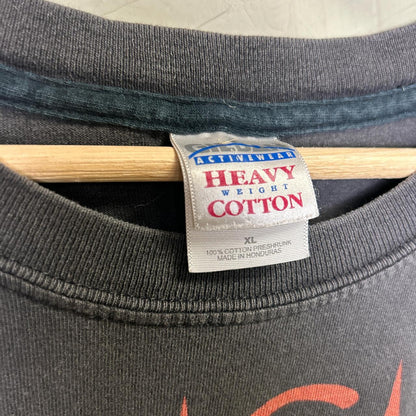 ACTIVEWEAR
HEAVY
WEIGHT
COTTON
XL
100% COTTON PRESHRUNK
MADE IN HONDURAS